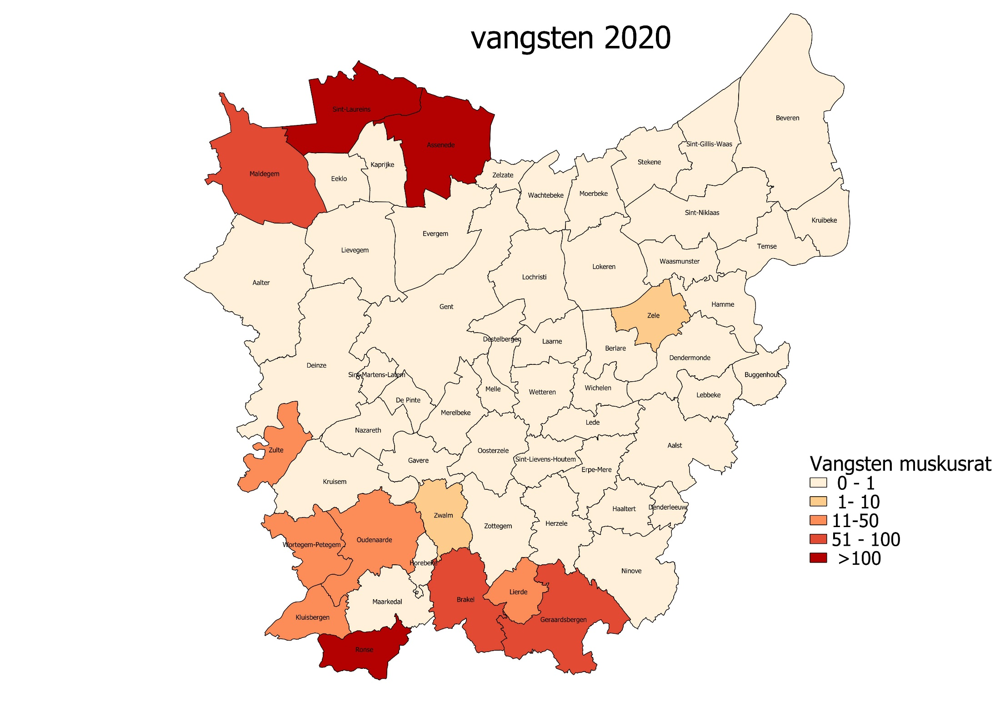 vangsten 2020
Sint-Laureins
Beveren
Assenede
Sint-Gillis-Waas
Stekene
Kaprijke
Maldegem
Zelzate
Eeklo
Moerbeke
Wachtebeke
Sint-Niklaas
Kruibeke
Evergem
Temse
Lievegem
Waasmunster
Lokeren
Lochristi
Aalter
Hamme
Gent
Zele
Destelbergen
Laarne
Berlare
Dendermonde
Deinze
Sint-Martens-Latem
Buggenhout
Wichelen
Melle
Wetteren
Lebbeke
De Pinte
Merelbeke
Lede
Nazareth
Aalst
Zulte
Oosterzele
Sint-Lievens-Houtem
Gavere
Erpe-Mere
Kruisem
Denderleeuw
Haaltert
Zwalm
Herzele
Zottegem
Oudenaarde
Wortegem-Petegem
Horebeke
Ninove
Lierde
Brakel
Maarkedal
Kluisbergen
Geraardsbergen
Ronse
Vangsten muskusrat
0 - 1
1- 10
11-50
51 - 100
>100